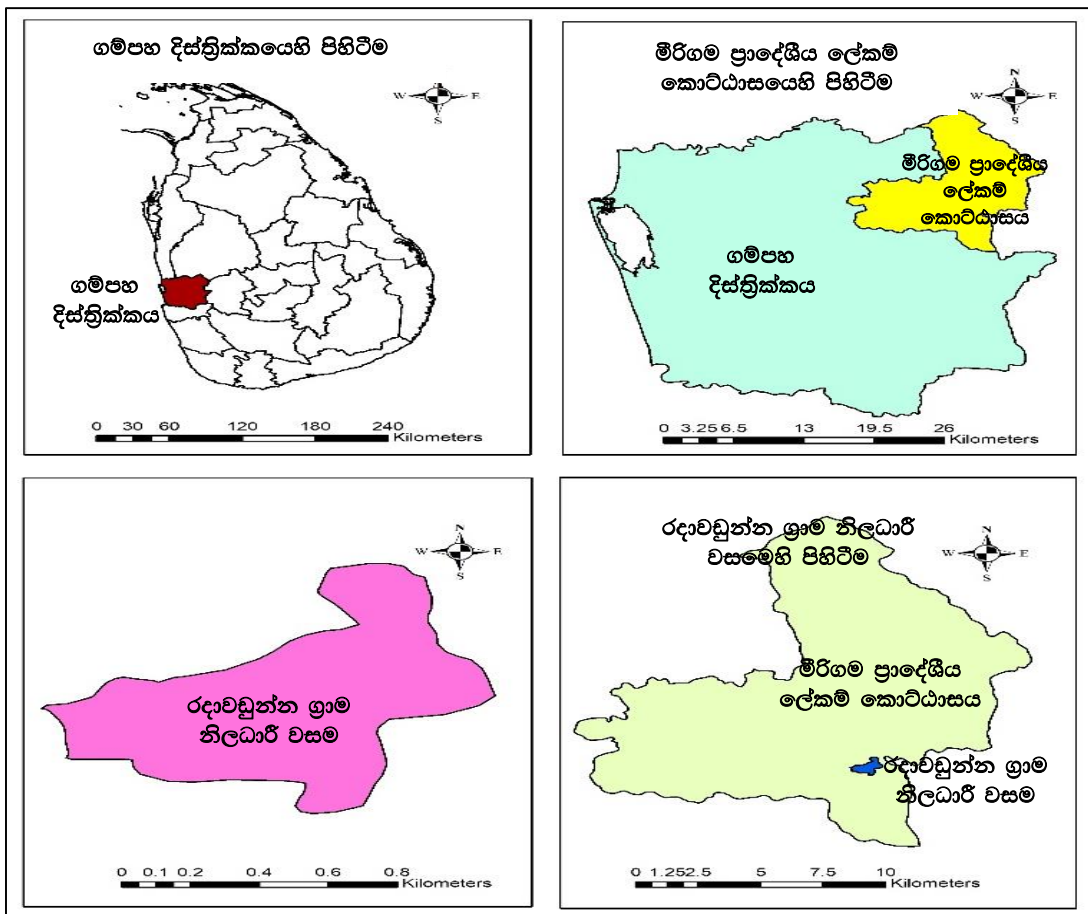 ගම්පහ දිස්ත්‍රික්කයෙහි පිහිටීම
N
W E
S
ගම්පහ
දිස්ත්‍රික්කය
0 30 60 120 180 240
Kilometers
මීරිගම ප්‍රාදේශීය ලේකම්
කොට්ඨාසයෙහි පිහිටීම
N
W E
S
මීරිගම ප්‍රාදේශීය
ලේකම්
කොට්ඨාසය
ගම්පහ
දිස්ත්‍රික්කය
0 3.25 6.5 13 19.5 26
Kilometers
N
W E
S
රදාවඩුන්න ග්‍රාම
නිලධාරී වසම
0 0.1 0.2 0.4 0.6 0.8
Kilometers
රදාවඩුන්න ග්‍රාම නිලධාරී
වසමෙහි පිහිටීම
N
W E
S
මීරිගම ප්‍රාදේශීය
ලේකම් කොට්ඨාසය
රදාවඩුන්න ග්‍රාම
නිලධාරී වසම
0 1.25 2.5 5 7.5 10
Kilometers